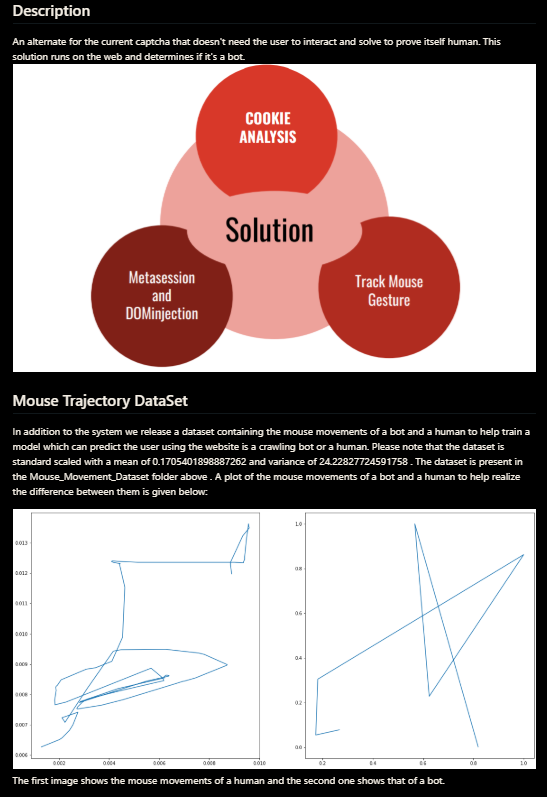 Description
An alternate for the current captcha that doesn't need the user to interact and solve to prove itself human. This
solution runs on the web and determines if it's a bot.
COOKIE
ANALYSIS
Solution
Metasession
and
DOMinjection
Track Mouse
Gesture
Mouse Trajectory DataSet
In addition to the system we release a dataset containing the mouse movements of a bot and a human to help train a
model which can predict the user using the website is a crawling bot or a human. Please note that the dataset is
standard scaled with a mean of 0.1705401898887262 and variance of 24.22827724591758 . The dataset is present in
the Mouse_Movement_Dataset folder above . A plot of the mouse movements of a bot and a human to help realize
the difference between them is given below:
0.013
0.012
0.011
0.010
0.009
0.008
0.007
0.006
0.002 0.004 0.006 0.008 0.010
1.0
0.8
0.6
0.4
0.2
0.0
0.2 0.4 0.6 0.8 1.0
The first image shows the mouse movements of a human and the second one shows that of a bot.